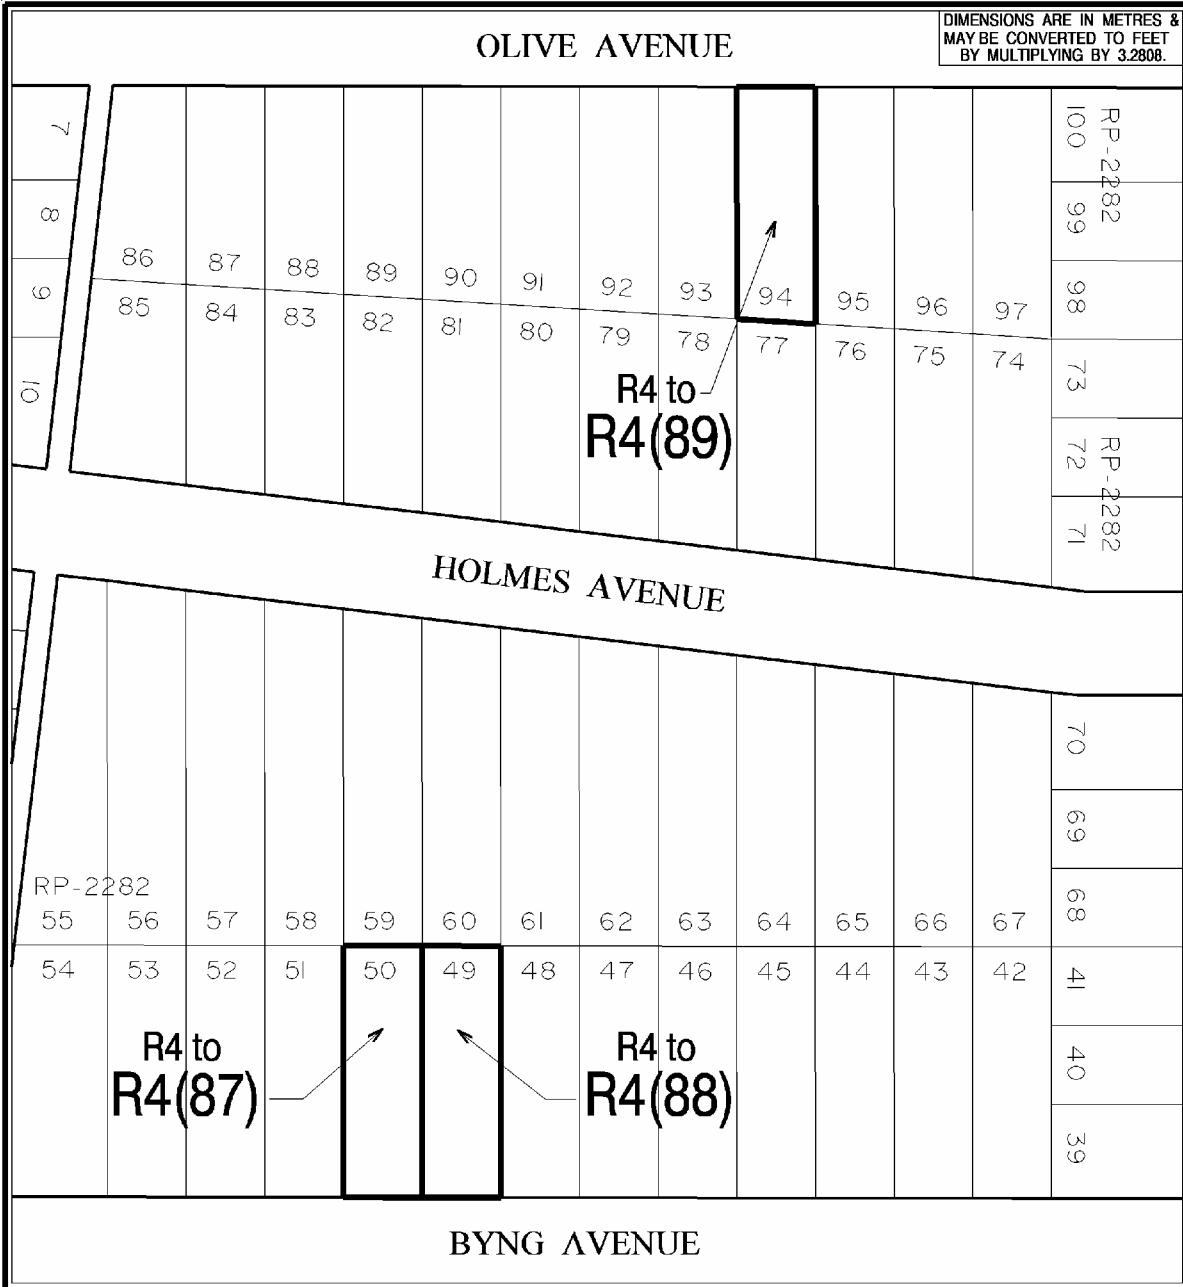 OLIVE AVENUE
DIMENSIONS ARE IN METRES &
MAY BE CONVERTED TO FEET
BY MULTIPLYING BY 3.2808.
7
8
9
10
86 87 88 89 90 91 92 93 94 95 96 97
85 84 83 82 81 80 79 78 77 76 75 74
100
99
98
73
72
71
RP-2282
RP-2282
R4 to
R4(89)
HOLMES AVENUE
70
69
68
41
40
39
RP-2282
55 56 57 58 59 60 61 62 63 64 65 66 67
54 53 52 51 50 49 48 47 46 45 44 43 42
R4 to
R4(87)
R4 to
R4(88)
BYNG AVENUE